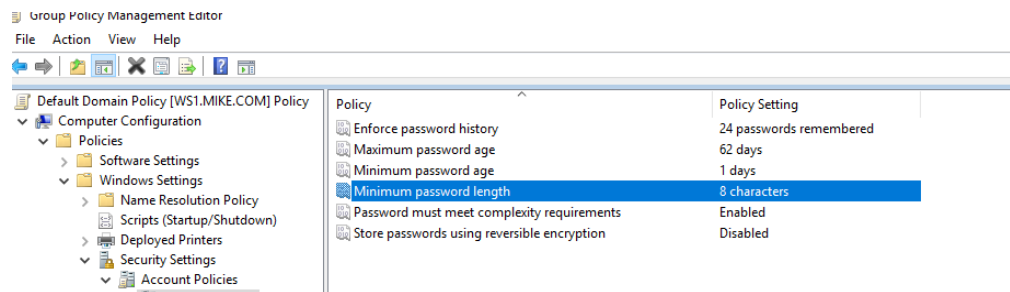 Group Policy Management Editor
File Action View Help
Default Domain Policy [WS1.MIKE.COM] Policy
Computer Configuration
Policies
Software Settings
Windows Settings
Name Resolution Policy
Scripts (Startup/Shutdown)
Deployed Printers
Security Settings
Account Policies
Policy Policy Setting
Enforce password history 24 passwords remembered
Maximum password age 62 days
Minimum password age 1 days
Minimum password length 8 characters
Password must meet complexity requirements Enabled
Store passwords using reversible encryption Disabled